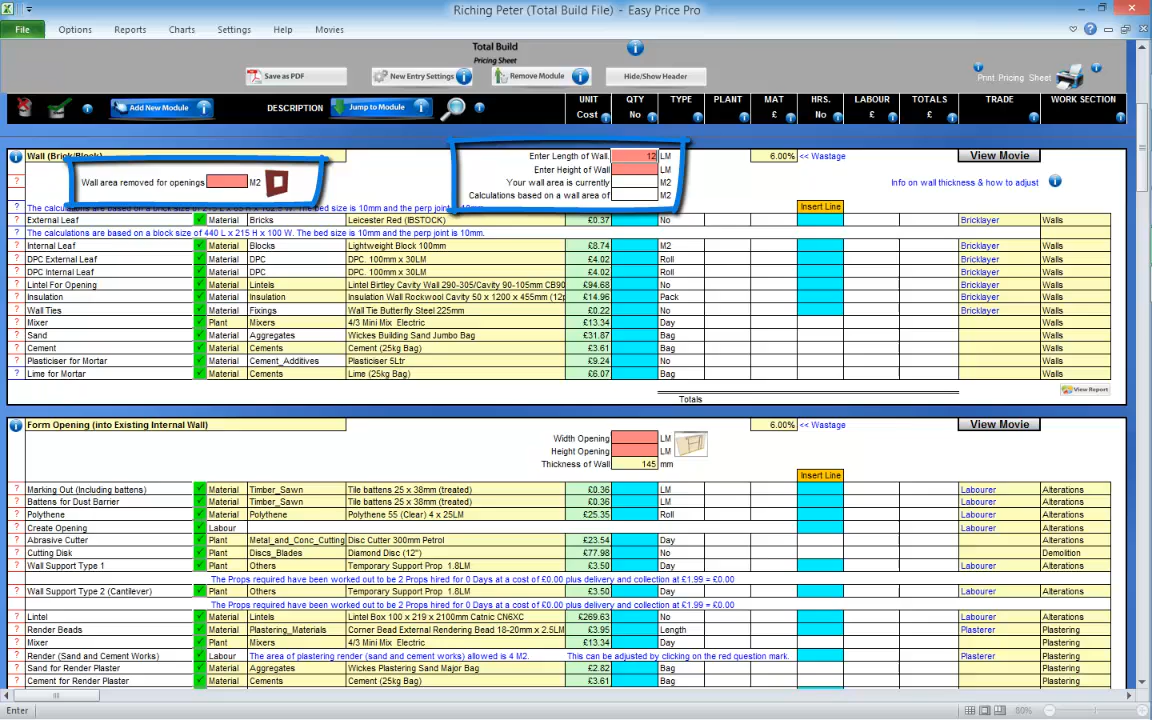 Richling Peter (Total Build File) – Easy Price Pro
File Options Reports Charts Settings Help Movies
Total Build
Pricing Sheet
Save as PDF New Entry Settings Remove Module Hide/Show Header Print Pricing Sheet
Add New Module DESCRIPTION Jump to Module UNIT Cost QTY No TYPE PLANT MAT £ HRS. No LABOUR £ TOTALS £ TRADE WORK SECTION
Wall (Brick/Block) Enter Length of Wall. 12 LM 6.00% << Wastage View Movie
Enter Height of Wall LM
Wall area removed for openings M2 Your wall area is currently M2 Info on wall thickness & how to adjust
Calculations based on a wall area of M2
The calculations are based on a brick size of Insert Line
External Leaf Material Bricks Leicester Red (IBSTOCK) £0.37 No Bricklayer Walls
The calculations are based on a block size of 440 L x 215 H x 100 W. The bed size is 10mm and the perp joint is 10mm.
Internal Leaf Material Blocks Lightweight Block 100mm £8.74 M2 Bricklayer Walls
DPC External Leaf Material DPC DPC. 100mm x 30LM £4.02 Roll Bricklayer Walls
DPC Internal Leaf Material DPC DPC. 100mm x 30LM £4.02 Roll Bricklayer Walls
Lintel For Opening Material Lintels Lintel Birtley Cavity Wall 290-305/Cavity 90-105mm CB90 £94.68 No Bricklayer Walls
Insulation Material Insulation Insulation Wall Rockwool Cavity 50 x 1200 x 455mm (12p £14.96 Pack Bricklayer Walls
Wall Ties Material Fixings Wall Tie Butterfly Steel 225mm £0.22 No Bricklayer Walls
Mixer Plant Mixers 4/3 Mini Mix Electric £13.34 Day Walls
Sand Material Aggregates Wickes Building Sand Jumbo Bag £31.87 Bag Walls
Cement Material Cements Cement (25kg Bag) £3.61 Bag Walls
Plasticiser for Mortar Material Cement_Additives Plasticiser 5Ltr £9.24 No Walls
Lime for Mortar Material Cements Lime (25kg Bag) £6.07 Bag Walls
View Report
Totals
Form Opening (into Existing Internal Wall) 6.00% << Wastage View Movie
Width Opening LM
Height Opening LM
Thickness of Wall 145 mm
Insert Line
Marking Out (Including battens) Material Timber_Sawn Tile battens 25 x 38mm (treated) £0.36 LM Labourer Alterations
Battens for Dust Barrier Material Timber_Sawn Tile battens 25 x 38mm (treated) £0.36 LM Labourer Alterations
Polythene Material Polythene Polythene 55 (Clear) 4 x 25LM £25.35 Roll Labourer Alterations
Create Opening Labour Labourer Alterations
Abrasive Cutter Plant Metal_and_Conc_Cutting Disc Cutter 300mm Petrol £23.54 Day Alterations
Cutting Disk Plant Discs_Blades Diamond Disc (12") £77.98 No Demolition
Wall Support Type 1 Plant Others Temporary Support Prop 1.8LM £3.50 Day Labourer Alterations
The Props required have been worked out to be 2 Props hired for 0 Days at a cost of £0.00 plus delivery and collection at £1.99 = £0.00
Wall Support Type 2 (Cantilever) Plant Others Temporary Support Prop 1.8LM £3.50 Day Labourer Alterations
The Props required have been worked out to be 2 Props hired for 0 Days at a cost of £0.00 plus delivery and collection at £1.99 = £0.00
Lintel Material Lintels Lintel Box 100 x 219 x 2100mm Catnic CN6XC £269.63 No Labourer Alterations
Render Beads Material Plastering_Materials Corner Bead External Rendering Bead 18-20mm x 2.5LM £3.95 Length Plasterer Plastering
Mixer Plant Mixers 4/3 Mini Mix Electric £13.34 Day Plastering
Render (Sand and Cement Works) Labour The area of plastering render (sand and cement works) is 4 M2. This can be adjusted by clicking on the red question mark. Plasterer Plastering
Sand for Render Plaster Material Aggregates Wickes Plastering Sand Major Bag £2.82 Bag Plastering
Cement for Render Plaster Material Cements Cement (25kg Bag) £3.61 Bag Plastering
Enter 80%